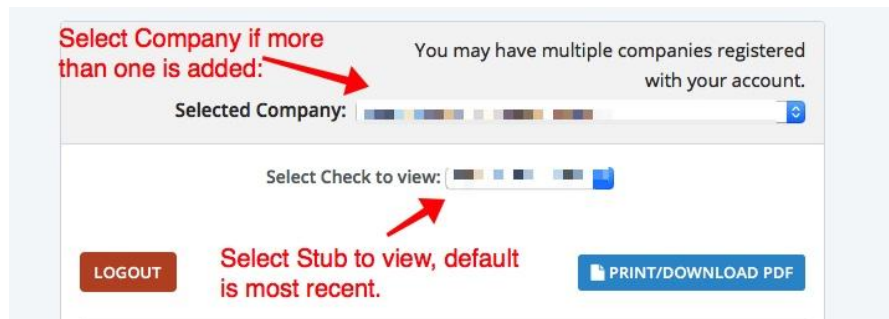 Select Company if more
than one is added:
You may have multiple companies registered
with your account.
Selected Company:
Select Check to view:
Select Stub to view, default
is most recent.
LOGOUT
PRINT/DOWNLOAD PDF